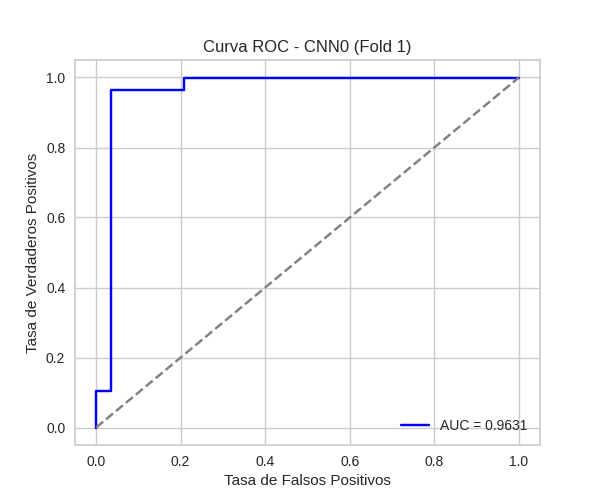 Curva ROC - CNN0 (Fold 1)
1.0
0.8
0.6
0.4
0.2
0.0
Tasa de Verdaderos Positivos
AUC = 0.9631
0.0 0.2 0.4 0.6 0.8 1.0
Tasa de Falsos Positivos